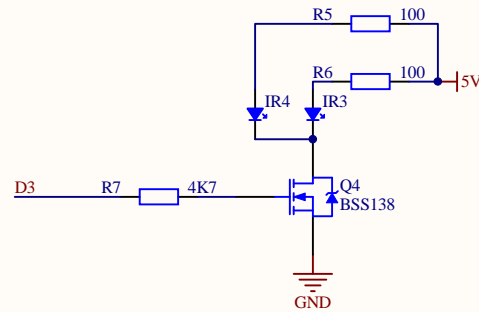 R5 100
R6 100
5V
IR4 IR3
D3 R7 4K7 Q4
BSS138
GND